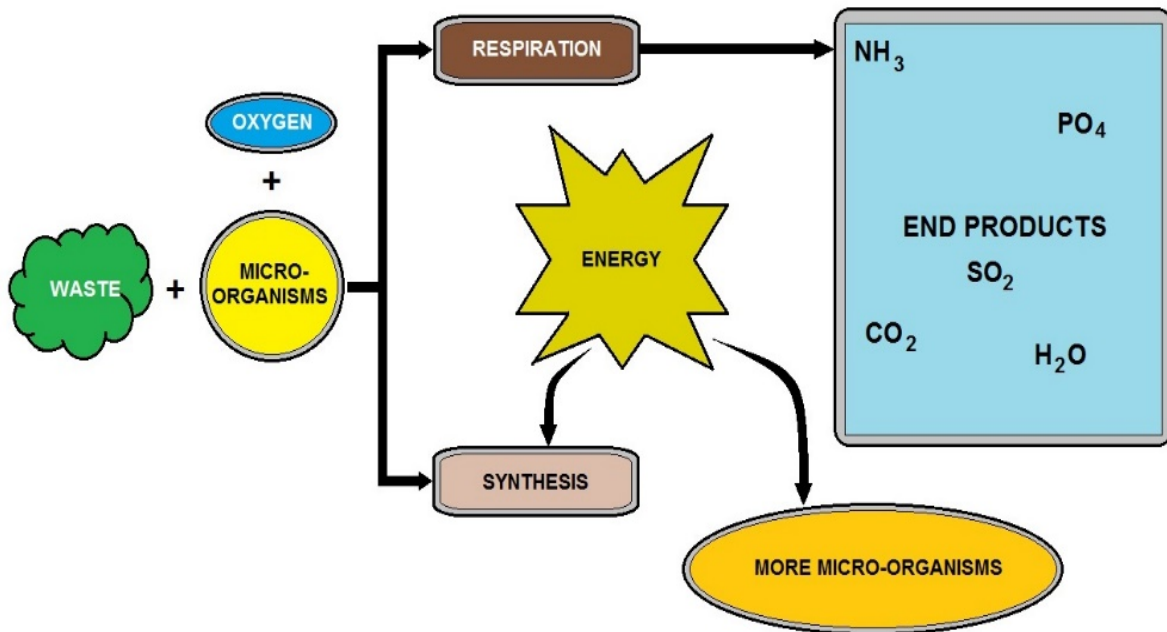 RESPIRATION
OXYGEN
+
WASTE
+
MICRO-
ORGANISMS
ENERGY
SYNTHESIS
MORE MICRO-ORGANISMS
NH₃
PO₄
END PRODUCTS
SO₂
CO₂
H₂O